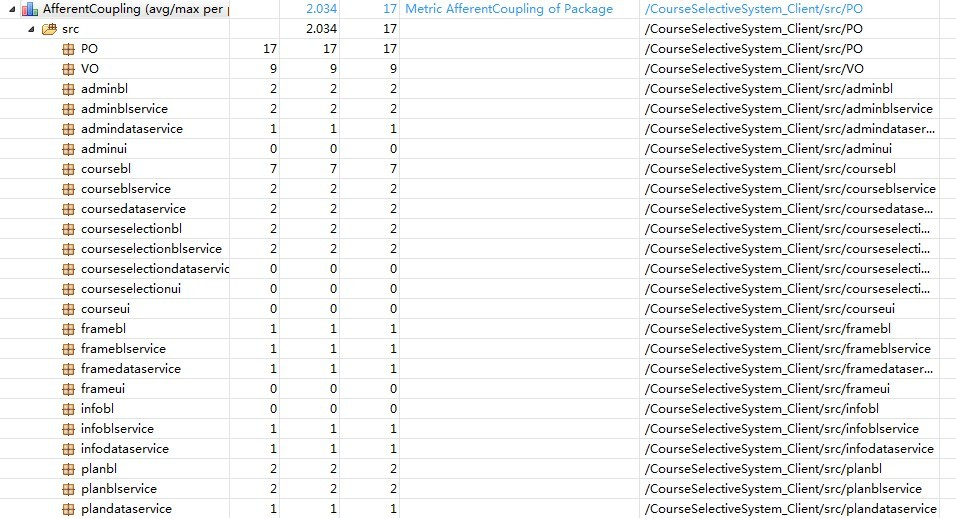 AfferentCoupling (avg/max per 2.034 17 Metric AfferentCoupling of Package /CourseSelectiveSystem_Client/src/PO
src 2.034 17 /CourseSelectiveSystem_Client/src/PO
PO 17 17 17 /CourseSelectiveSystem_Client/src/PO
VO 9 9 9 /CourseSelectiveSystem_Client/src/VO
adminbl 2 2 2 /CourseSelectiveSystem_Client/src/adminbl
adminblservice 2 2 2 /CourseSelectiveSystem_Client/src/adminblservice
admindataservice 1 1 1 /CourseSelectiveSystem_Client/src/admindataser...
adminui 0 0 0 /CourseSelectiveSystem_Client/src/adminui
coursebl 7 7 7 /CourseSelectiveSystem_Client/src/coursebl
courseblservice 2 2 2 /CourseSelectiveSystem_Client/src/courseblservice
coursedataservice 2 2 2 /CourseSelectiveSystem_Client/src/coursedatase...
courseselectionbl 2 2 2 /CourseSelectiveSystem_Client/src/courseselecti...
courseselectionblservice 2 2 2 /CourseSelectiveSystem_Client/src/courseselecti...
courseselectiondataservic 0 0 0 /CourseSelectiveSystem_Client/src/courseselecti...
courseselectionui 0 0 0 /CourseSelectiveSystem_Client/src/courseselecti...
courseui 0 0 0 /CourseSelectiveSystem_Client/src/courseui
framebl 1 1 1 /CourseSelectiveSystem_Client/src/framebl
frameblservice 1 1 1 /CourseSelectiveSystem_Client/src/frameblservice
framedataservice 1 1 1 /CourseSelectiveSystem_Client/src/framedataser...
frameui 0 0 0 /CourseSelectiveSystem_Client/src/frameui
infobl 0 0 0 /CourseSelectiveSystem_Client/src/infobl
infoblservice 1 1 1 /CourseSelectiveSystem_Client/src/infoblservice
infodataservice 1 1 1 /CourseSelectiveSystem_Client/src/infodataservice
planbl 2 2 2 /CourseSelectiveSystem_Client/src/planbl
planblservice 2 2 2 /CourseSelectiveSystem_Client/src/planblservice
plandataservice 1 1 1 /CourseSelectiveSystem_Client/src/plandataservice